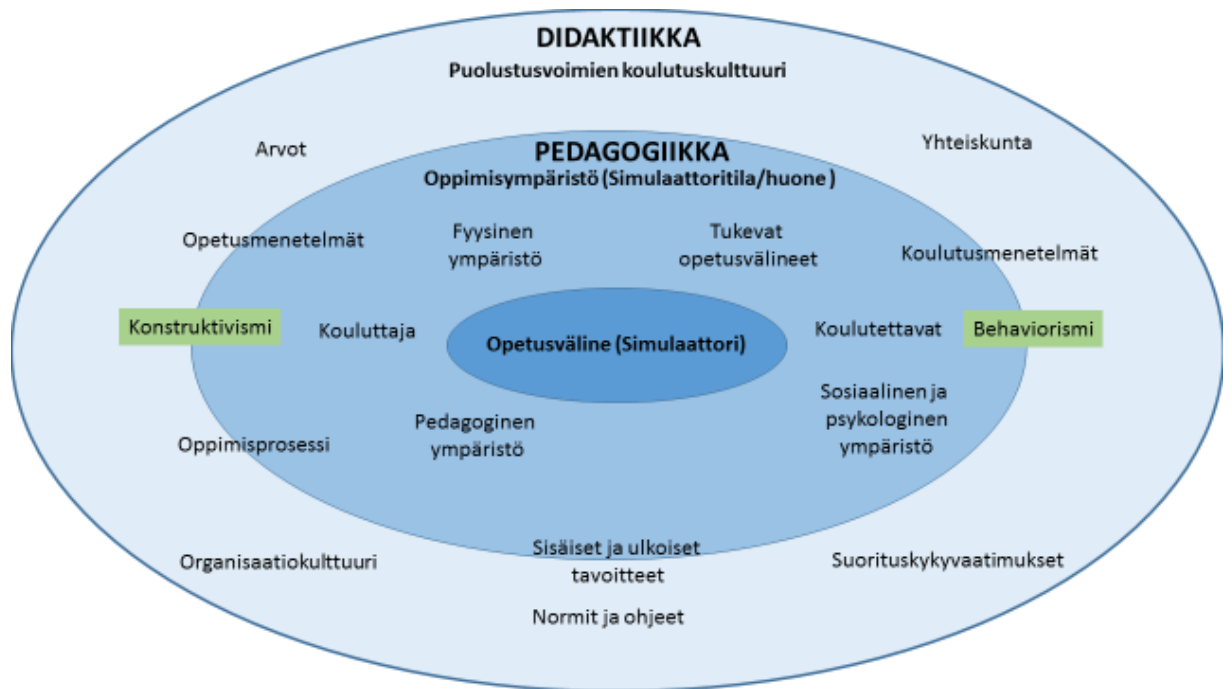 DIDAKTIIKKA
Puolustusvoimien koulutuskulttuuri
Arvot
Yhteiskunta
PEDAGOGIIKKA
Oppimisympäristö (Simulaattoritila/huone )
Opetusmenetelmät
Fyysinen
ympäristö
Tukevat
opetusvälineet
Koulutusmenetelmät
Konstruktivismi
Kouluttaja
Opetusväline (Simulaattori)
Koulutettavat
Behaviorismi
Oppimisprosessi
Pedagoginen
ympäristö
Sosiaalinen ja
psykologinen
ympäristö
Organisaatiokulttuuri
Sisäiset ja ulkoiset
tavoitteet
Suorituskykyvaatimukset
Normit ja ohjeet